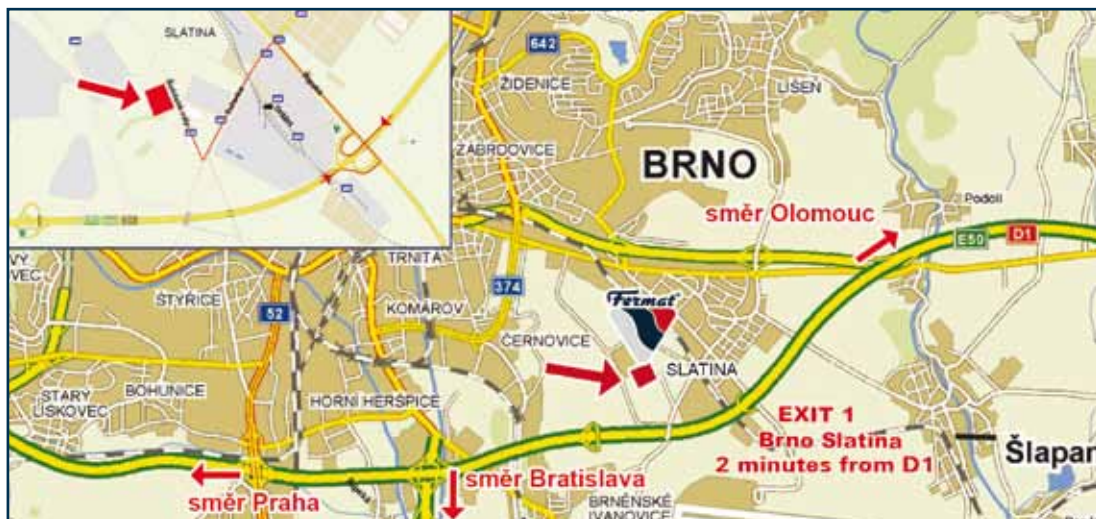 SLATINA
642
ŽIDENICE
LÍŠEŇ
ZÁBRDOVICE
BRNO
Podolí
směr Olomouc
E50
D1
TRNITÁ
374
Fermat
ŠTÝŘICE
52
KOMÁROV
ČERNOVICE
SLATINA
STARÝ
LÍSKOVEC
BOHUNICE
HORNÍ HERŠPICE
EXIT 1
Brno Slatina
2 minutes from D1
Šlapan
směr Praha
směr Bratislava
BRNĚNSKÉ
IVANOVICE